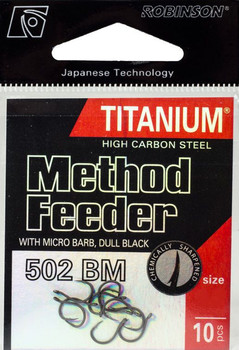 ROBINSON®
Japanese Technology
TITANIUM®
HIGH CARBON STEEL
Method
Feeder
WITH MICRO BARB, DULL BLACK
502 BM
CHEMICALLY SHARPENED
size
10 pcs